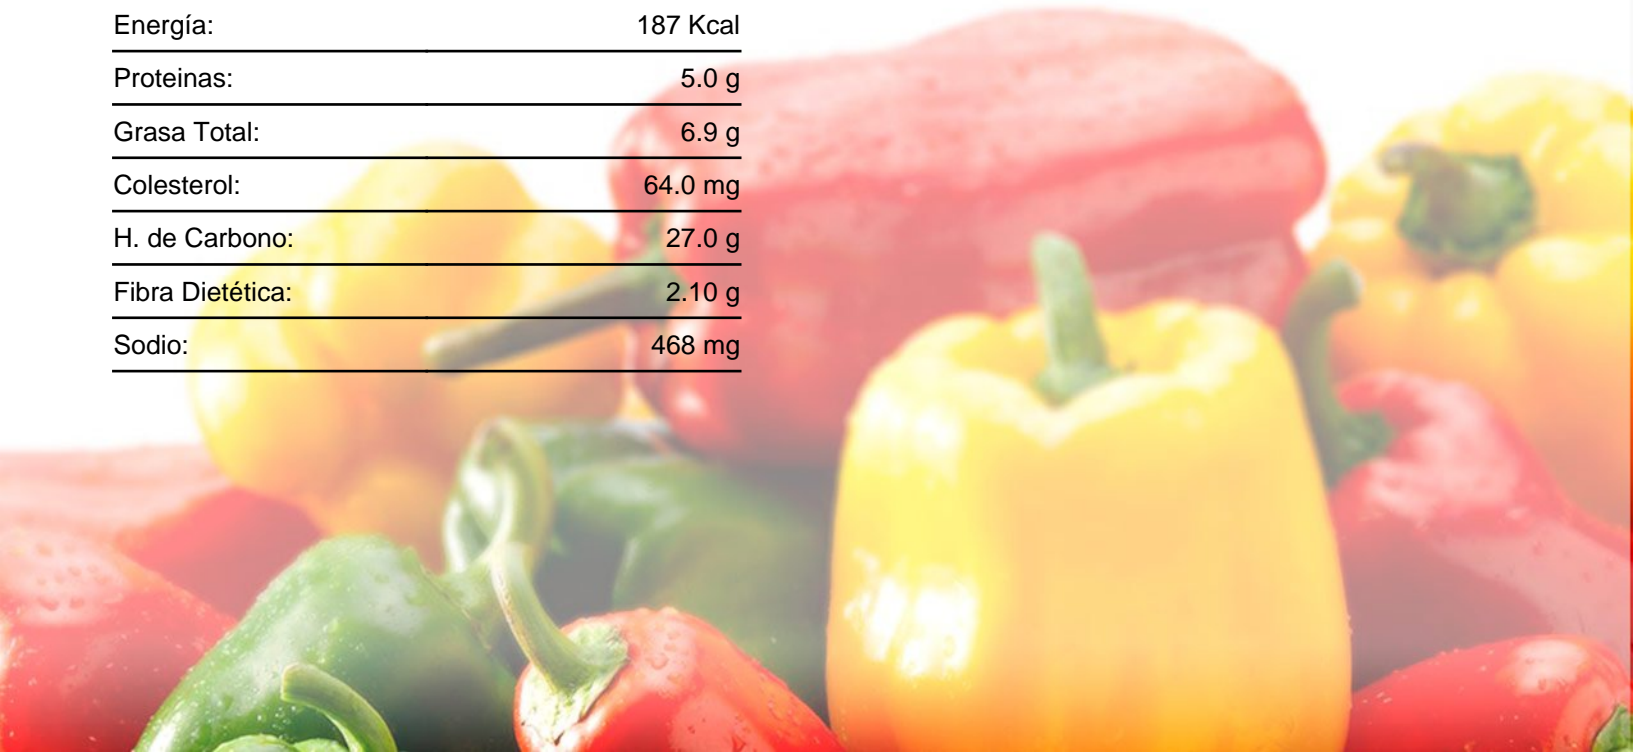 Energía: 187 Kcal
Proteinas: 5.0 g
Grasa Total: 6.9 g
Colesterol: 64.0 mg
H. de Carbono: 27.0 g
Fibra Dietética: 2.10 g
Sodio: 468 mg